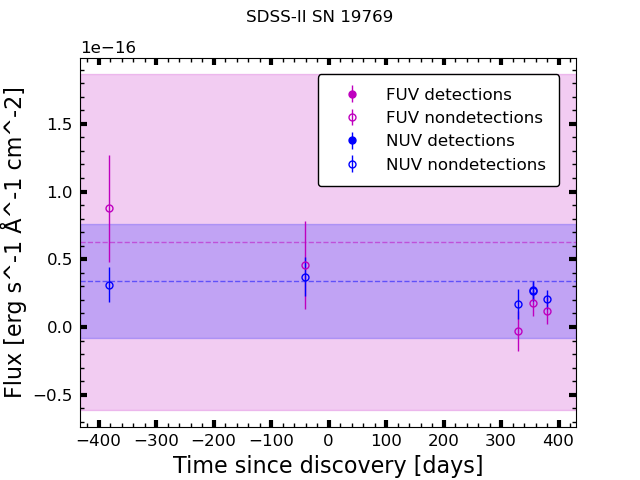 SDSS-II SN 19769
1e−16
FUV detections
FUV nondetections
NUV detections
NUV nondetections
1.5
1.0
0.5
0.0
−0.5
Flux [erg s^-1 Å^-1 cm^-2]
−400 −300 −200 −100 0 100 200 300 400
Time since discovery [days]